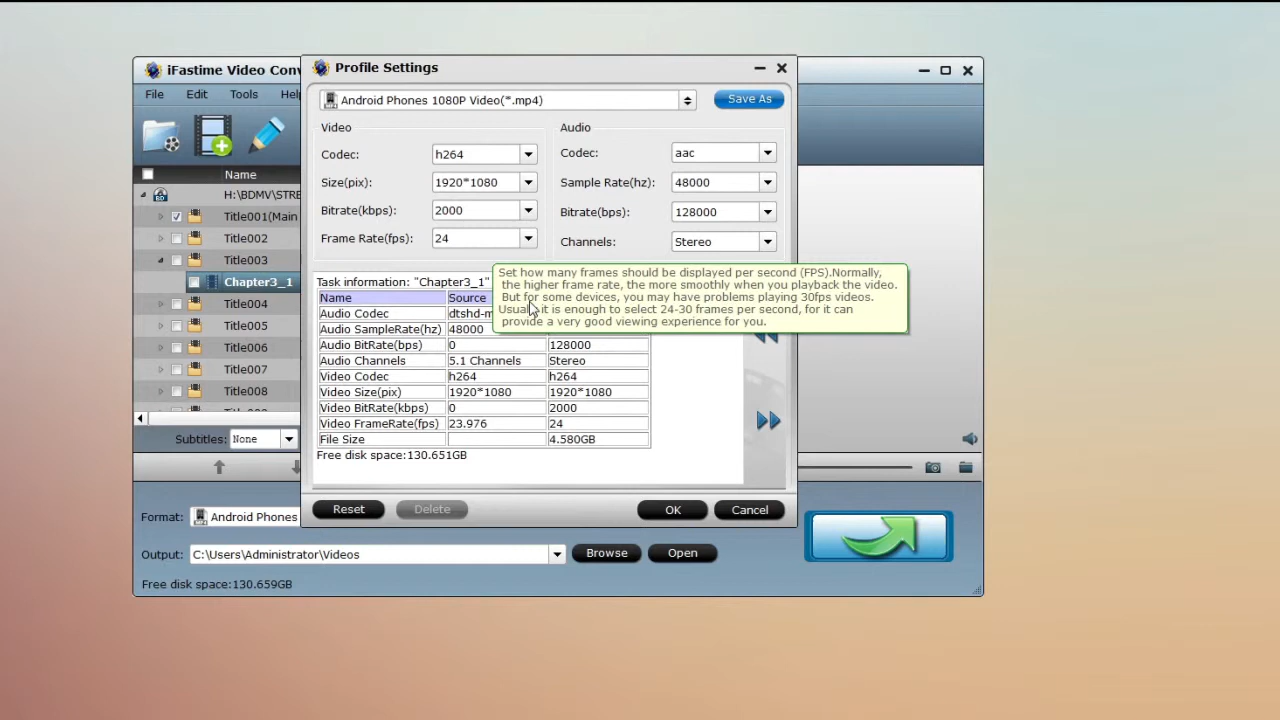 iFastime Video Conv
Profile Settings
File Edit Tools Hel
Android Phones 1080P Video(*.mp4)
Save As
Video
Codec: h264
Size(pix): 1920*1080
Bitrate(kbps): 2000
Frame Rate(fps): 24
Audio
Codec: aac
Sample Rate(hz): 48000
Bitrate(bps): 128000
Channels: Stereo
Name
BD H:\BDMV\STRE
Title001(Main
Title002
Title003
Chapter3_1
Title004
Title005
Title006
Title007
Title008
Subtitles: None
Set how many frames should be displayed per second (FPS).Normally,
the higher frame rate, the more smoothly when you playback the video.
But for some devices, you may have problems playing 30fps videos.
Usually it is enough to select 24-30 frames per second, for it can
provide a very good viewing experience for you.
Task information: "Chapter3_1"
Name Source
Audio Codec dtshd-m
Audio SampleRate(hz) 48000
Audio BitRate(bps) 0 128000
Audio Channels 5.1 Channels Stereo
Video Codec h264 h264
Video Size(pix) 1920*1080 1920*1080
Video BitRate(kbps) 0 2000
Video FrameRate(fps) 23.976 24
File Size 4.580GB
Free disk space:130.651GB
Reset Delete OK Cancel
Format: Android Phones
Output: C:\Users\Administrator\Videos Browse Open
Free disk space:130.659GB